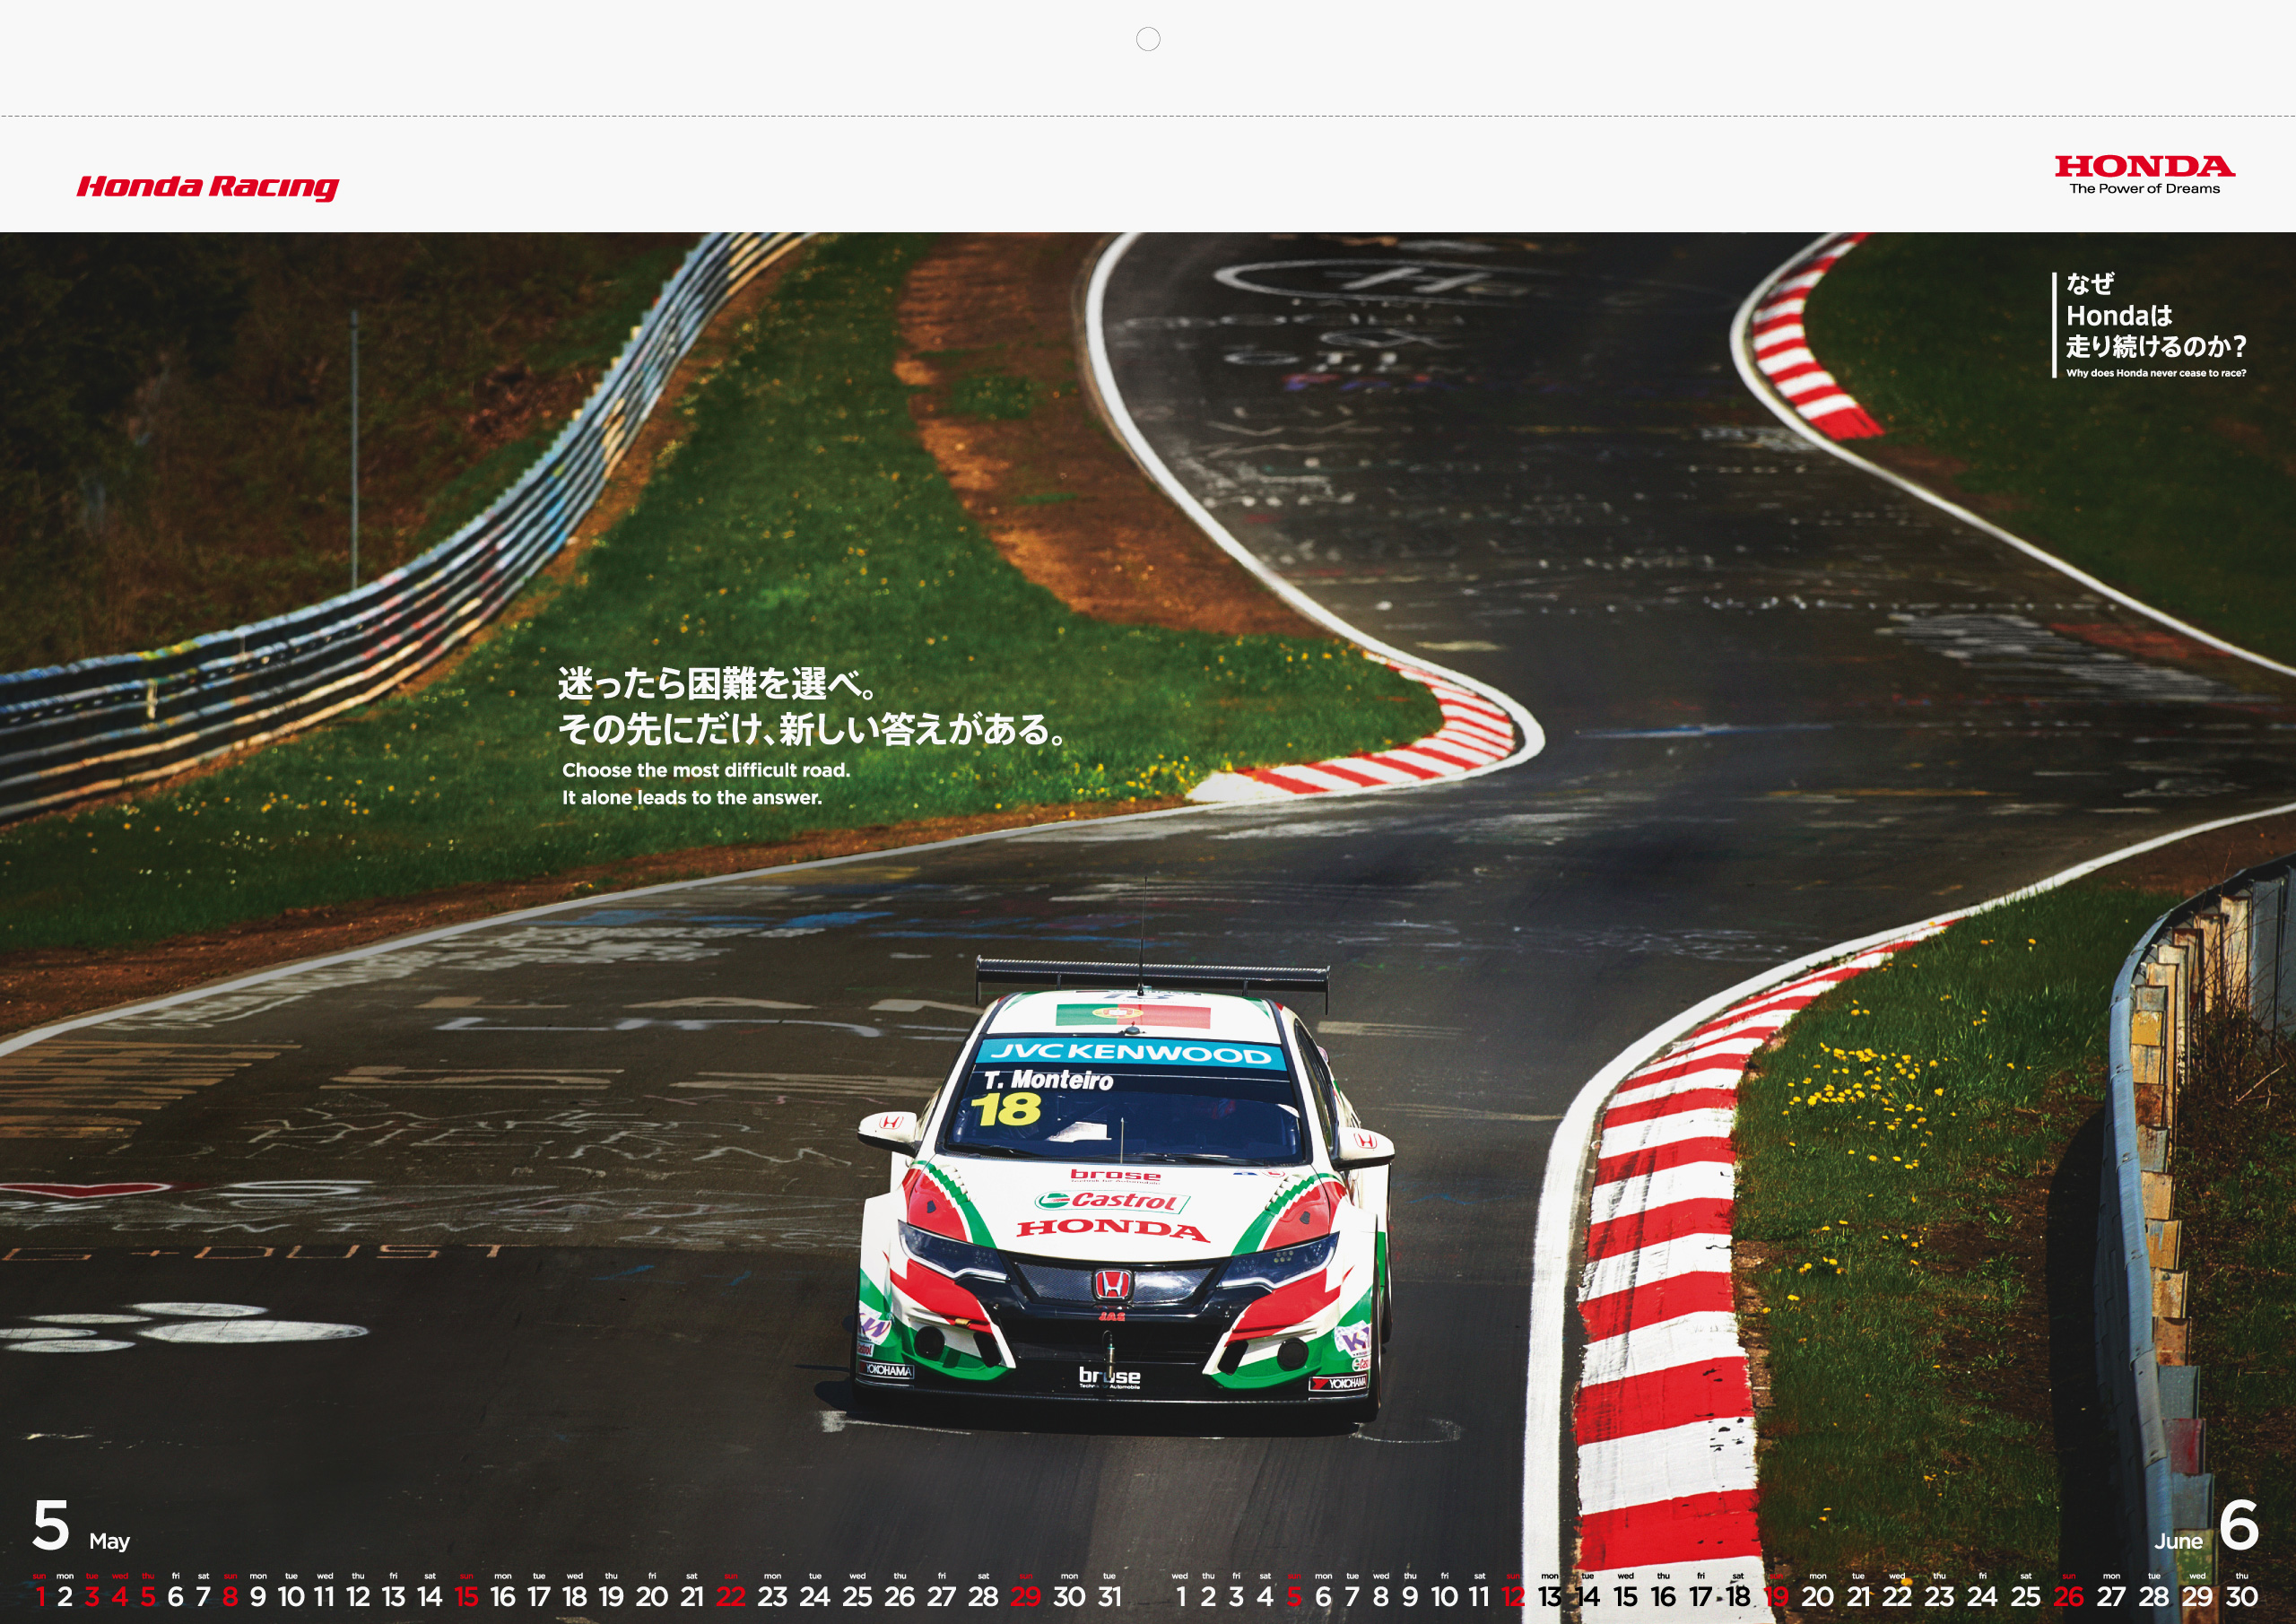 Honda Racing
HONDA
The Power of Dreams
なぜ
Hondaは
走り続けるのか?
Why does Honda never cease to race?
迷ったら困難を選べ。
その先にだけ、新しい答えがある。
Choose the most difficult road.
It alone leads to the answer.
JVCKENWOOD
T. Monteiro
18
brose
Castrol
HONDA
JAS
YOKOHAMA
brose
Technik für Automobile
YOKOHAMA
G-DUST
5 May
June 6
sun mon tue wed thu fri sat sun mon tue wed thu fri sat sun mon tue wed thu fri sat sun mon tue wed thu fri sat sun mon tue
1 2 3 4 5 6 7 8 9 10 11 12 13 14 15 16 17 18 19 20 21 22 23 24 25 26 27 28 29 30 31
wed thu fri sat sun mon tue wed thu fri sat sun mon tue wed thu fri sat sun mon tue wed thu fri sat sun mon tue wed thu
1 2 3 4 5 6 7 8 9 10 11 12 13 14 15 16 17 18 19 20 21 22 23 24 25 26 27 28 29 30